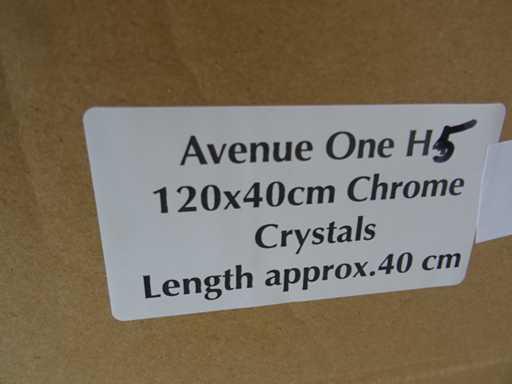 Avenue One H5
120x40cm Chrome
Crystals
Length approx.40 cm